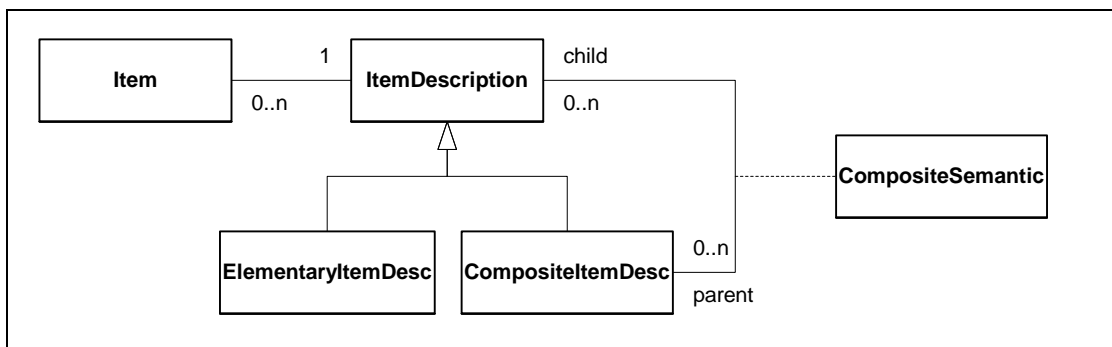 1
child
Item
ItemDescription
0..n
0..n
CompositeSemantic
0..n
ElementaryItemDesc
CompositeItemDesc
parent